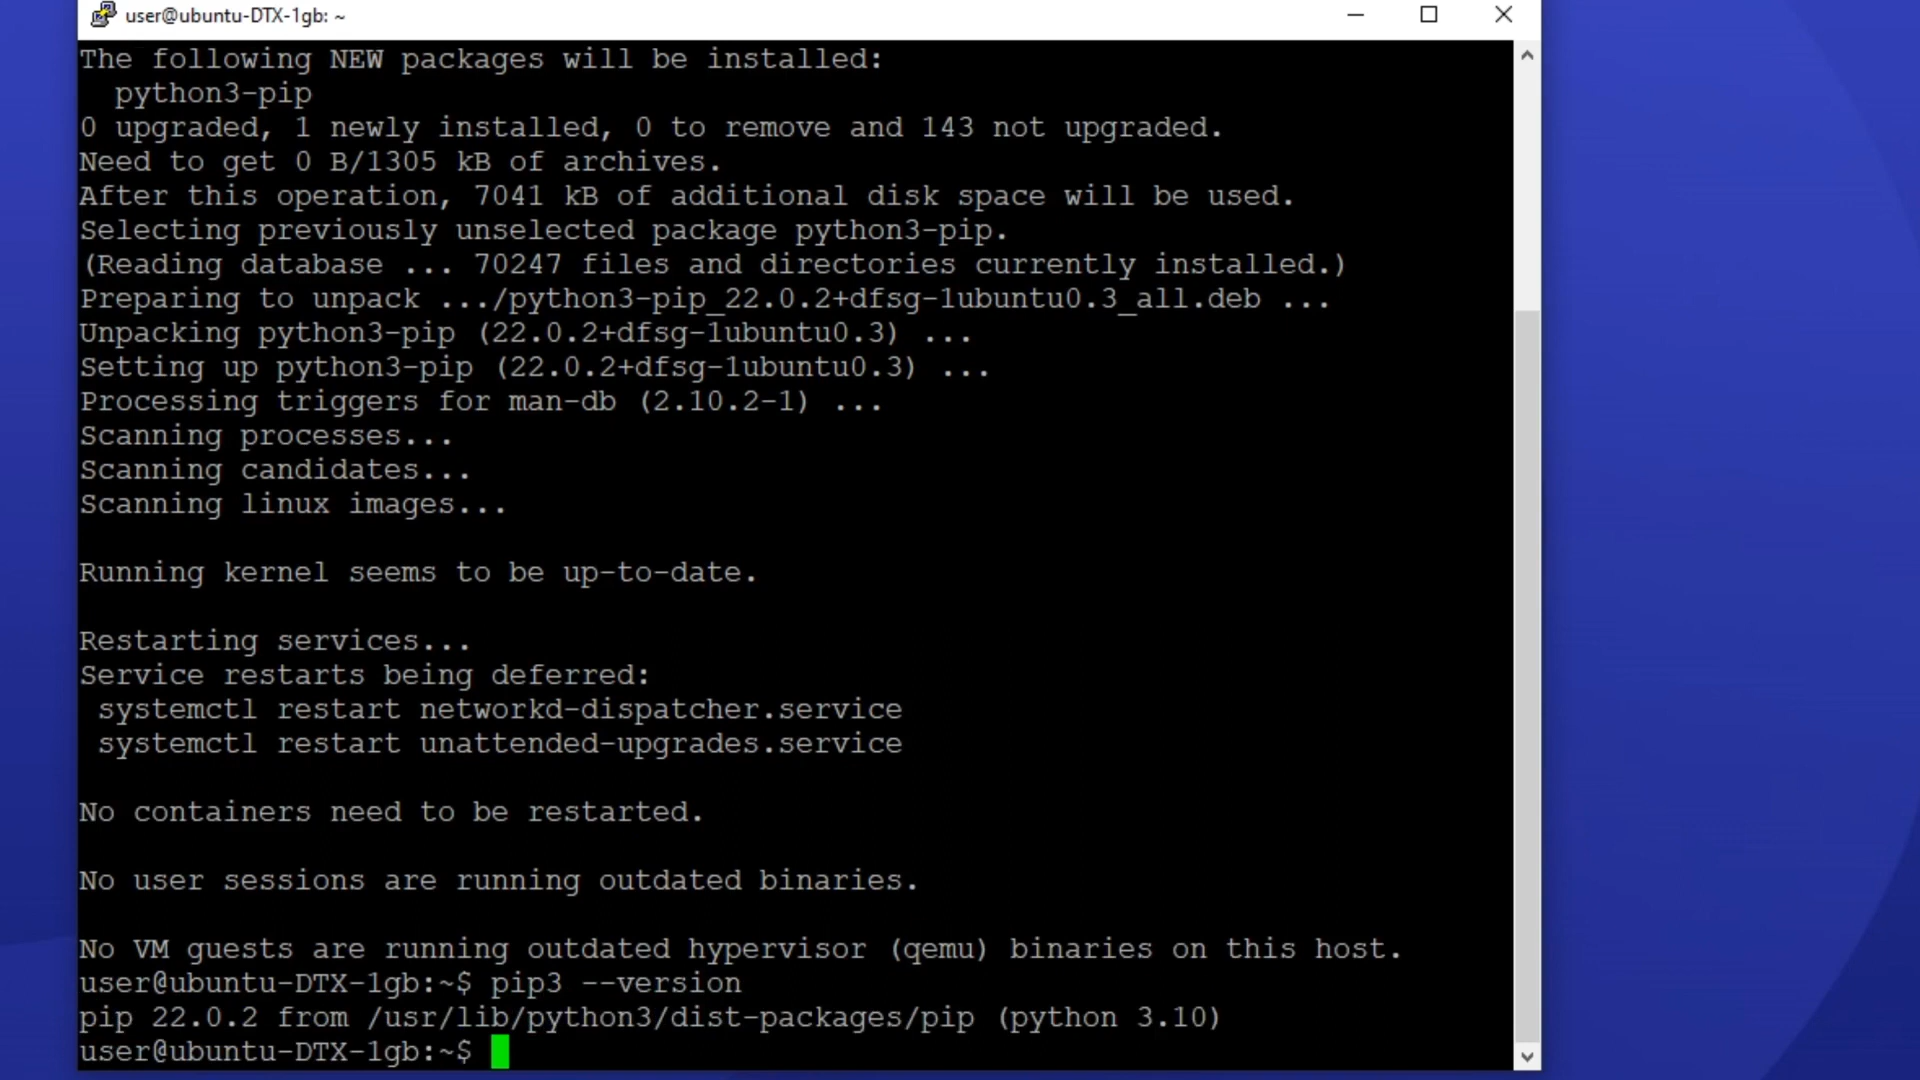 user@ubuntu-DTX-1gb: ~
The following NEW packages will be installed:
  python3-pip
0 upgraded, 1 newly installed, 0 to remove and 143 not upgraded.
Need to get 0 B/1305 kB of archives.
After this operation, 7041 kB of additional disk space will be used.
Selecting previously unselected package python3-pip.
(Reading database ... 70247 files and directories currently installed.)
Preparing to unpack .../python3-pip_22.0.2+dfsg-1ubuntu0.3_all.deb ...
Unpacking python3-pip (22.0.2+dfsg-1ubuntu0.3) ...
Setting up python3-pip (22.0.2+dfsg-1ubuntu0.3) ...
Processing triggers for man-db (2.10.2-1) ...
Scanning processes...
Scanning candidates...
Scanning linux images...
Running kernel seems to be up-to-date.
Restarting services...
Service restarts being deferred:
 systemctl restart networkd-dispatcher.service
 systemctl restart unattended-upgrades.service
No containers need to be restarted.
No user sessions are running outdated binaries.
No VM guests are running outdated hypervisor (qemu) binaries on this host.
user@ubuntu-DTX-1gb:~$ pip3 --version
pip 22.0.2 from /usr/lib/python3/dist-packages/pip (python 3.10)
user@ubuntu-DTX-1gb:~$